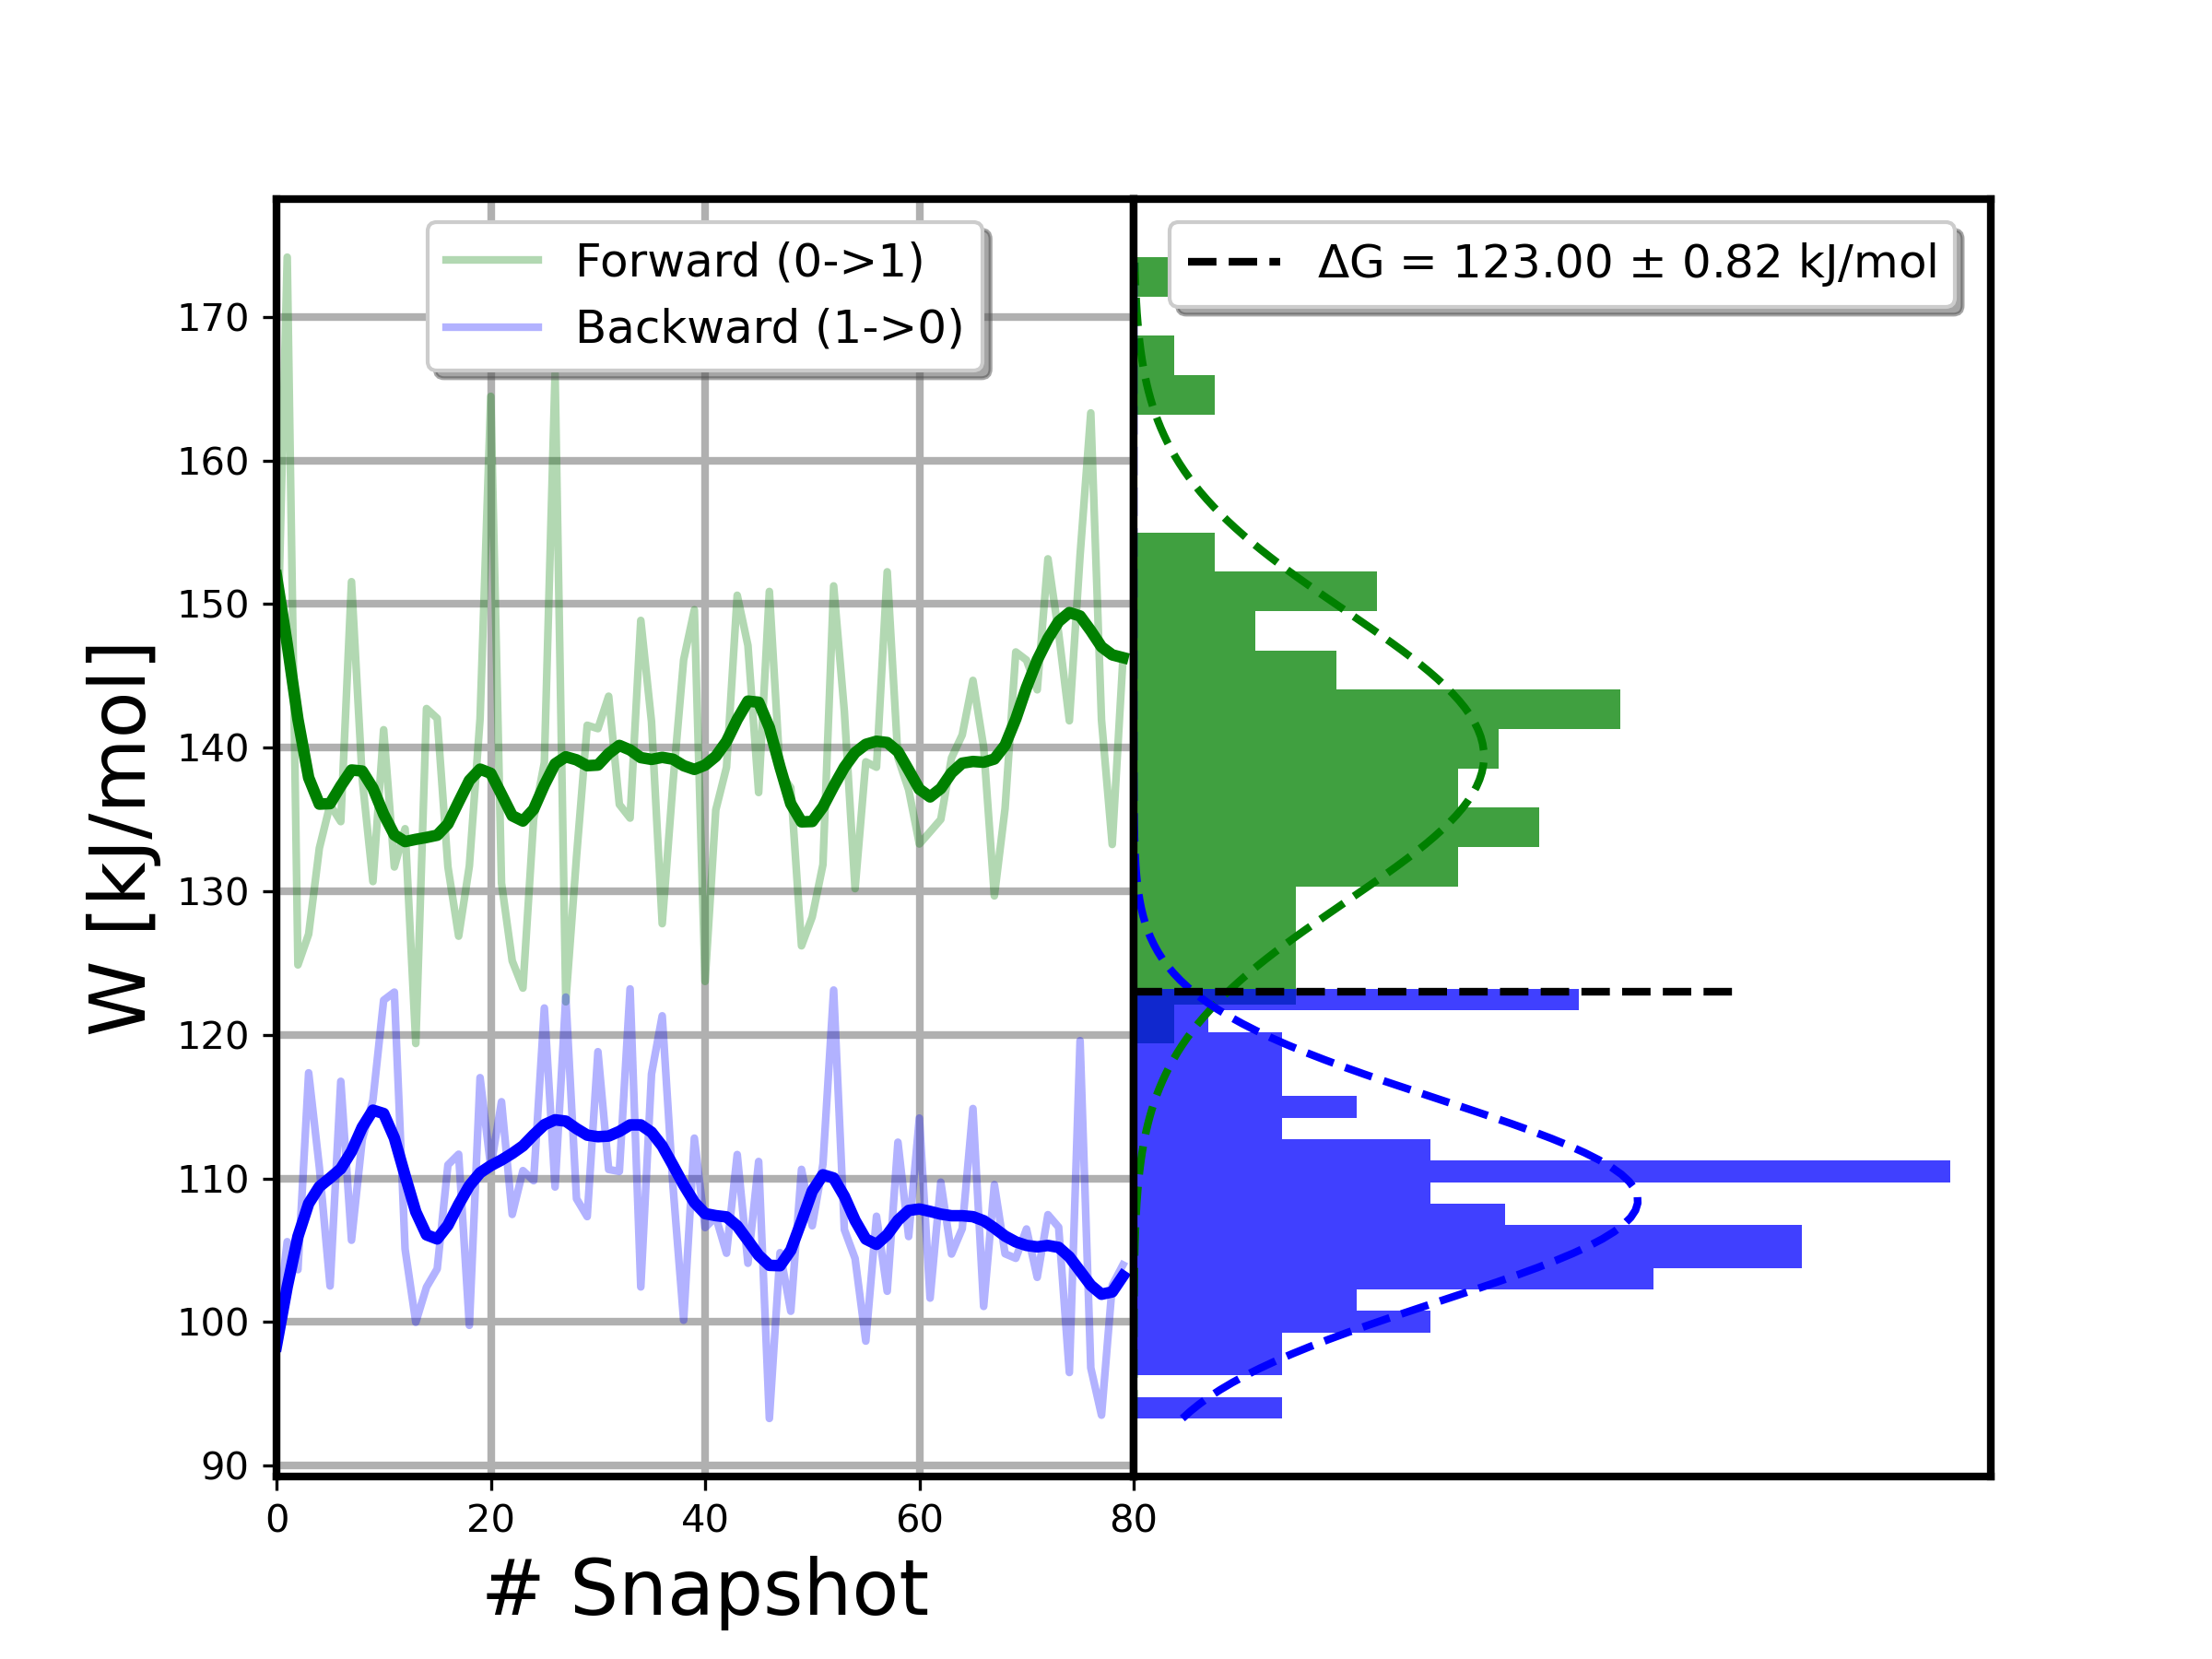 Forward (0->1)
Backward (1->0)
ΔG = 123.00 ± 0.82 kJ/mol
W [kJ/mol]
170
160
150
140
130
120
110
100
90
0 20 40 60 80
# Snapshot